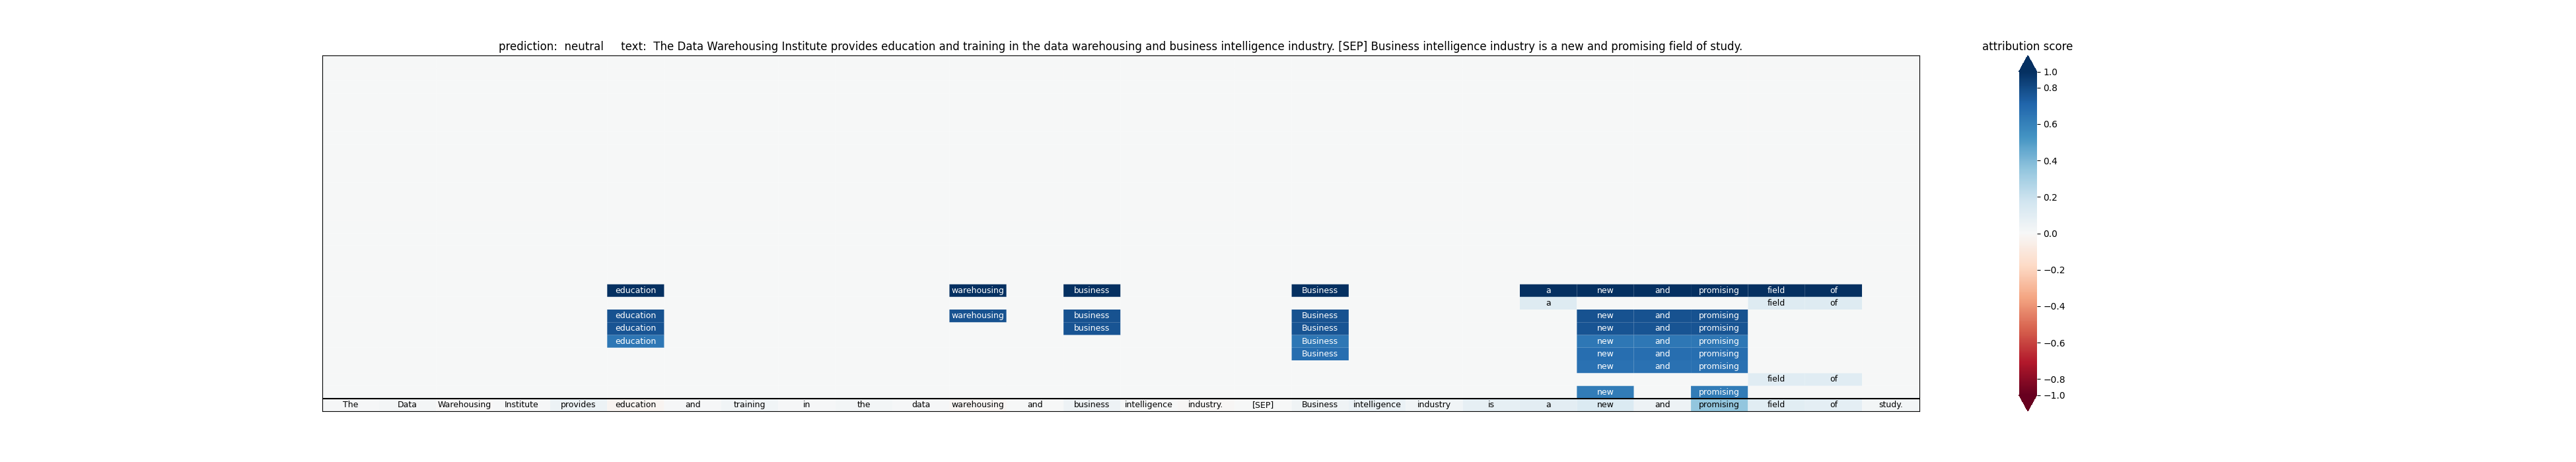 prediction: neutral text: The Data Warehousing Institute provides education and training in the data warehousing and business intelligence industry. [SEP] Business intelligence industry is a new and promising field of study.
attribution score
1.0
0.8
0.6
0.4
0.2
0.0
−0.2
−0.4
−0.6
−0.8
−1.0
education warehousing business Business a new and promising field of
a field of
education warehousing business Business new and promising
education business Business new and promising
education Business new and promising
Business new and promising
new and promising
field of
new promising
The Data Warehousing Institute provides education and training in the data warehousing and business intelligence industry. [SEP] Business intelligence industry is a new and promising field of study.